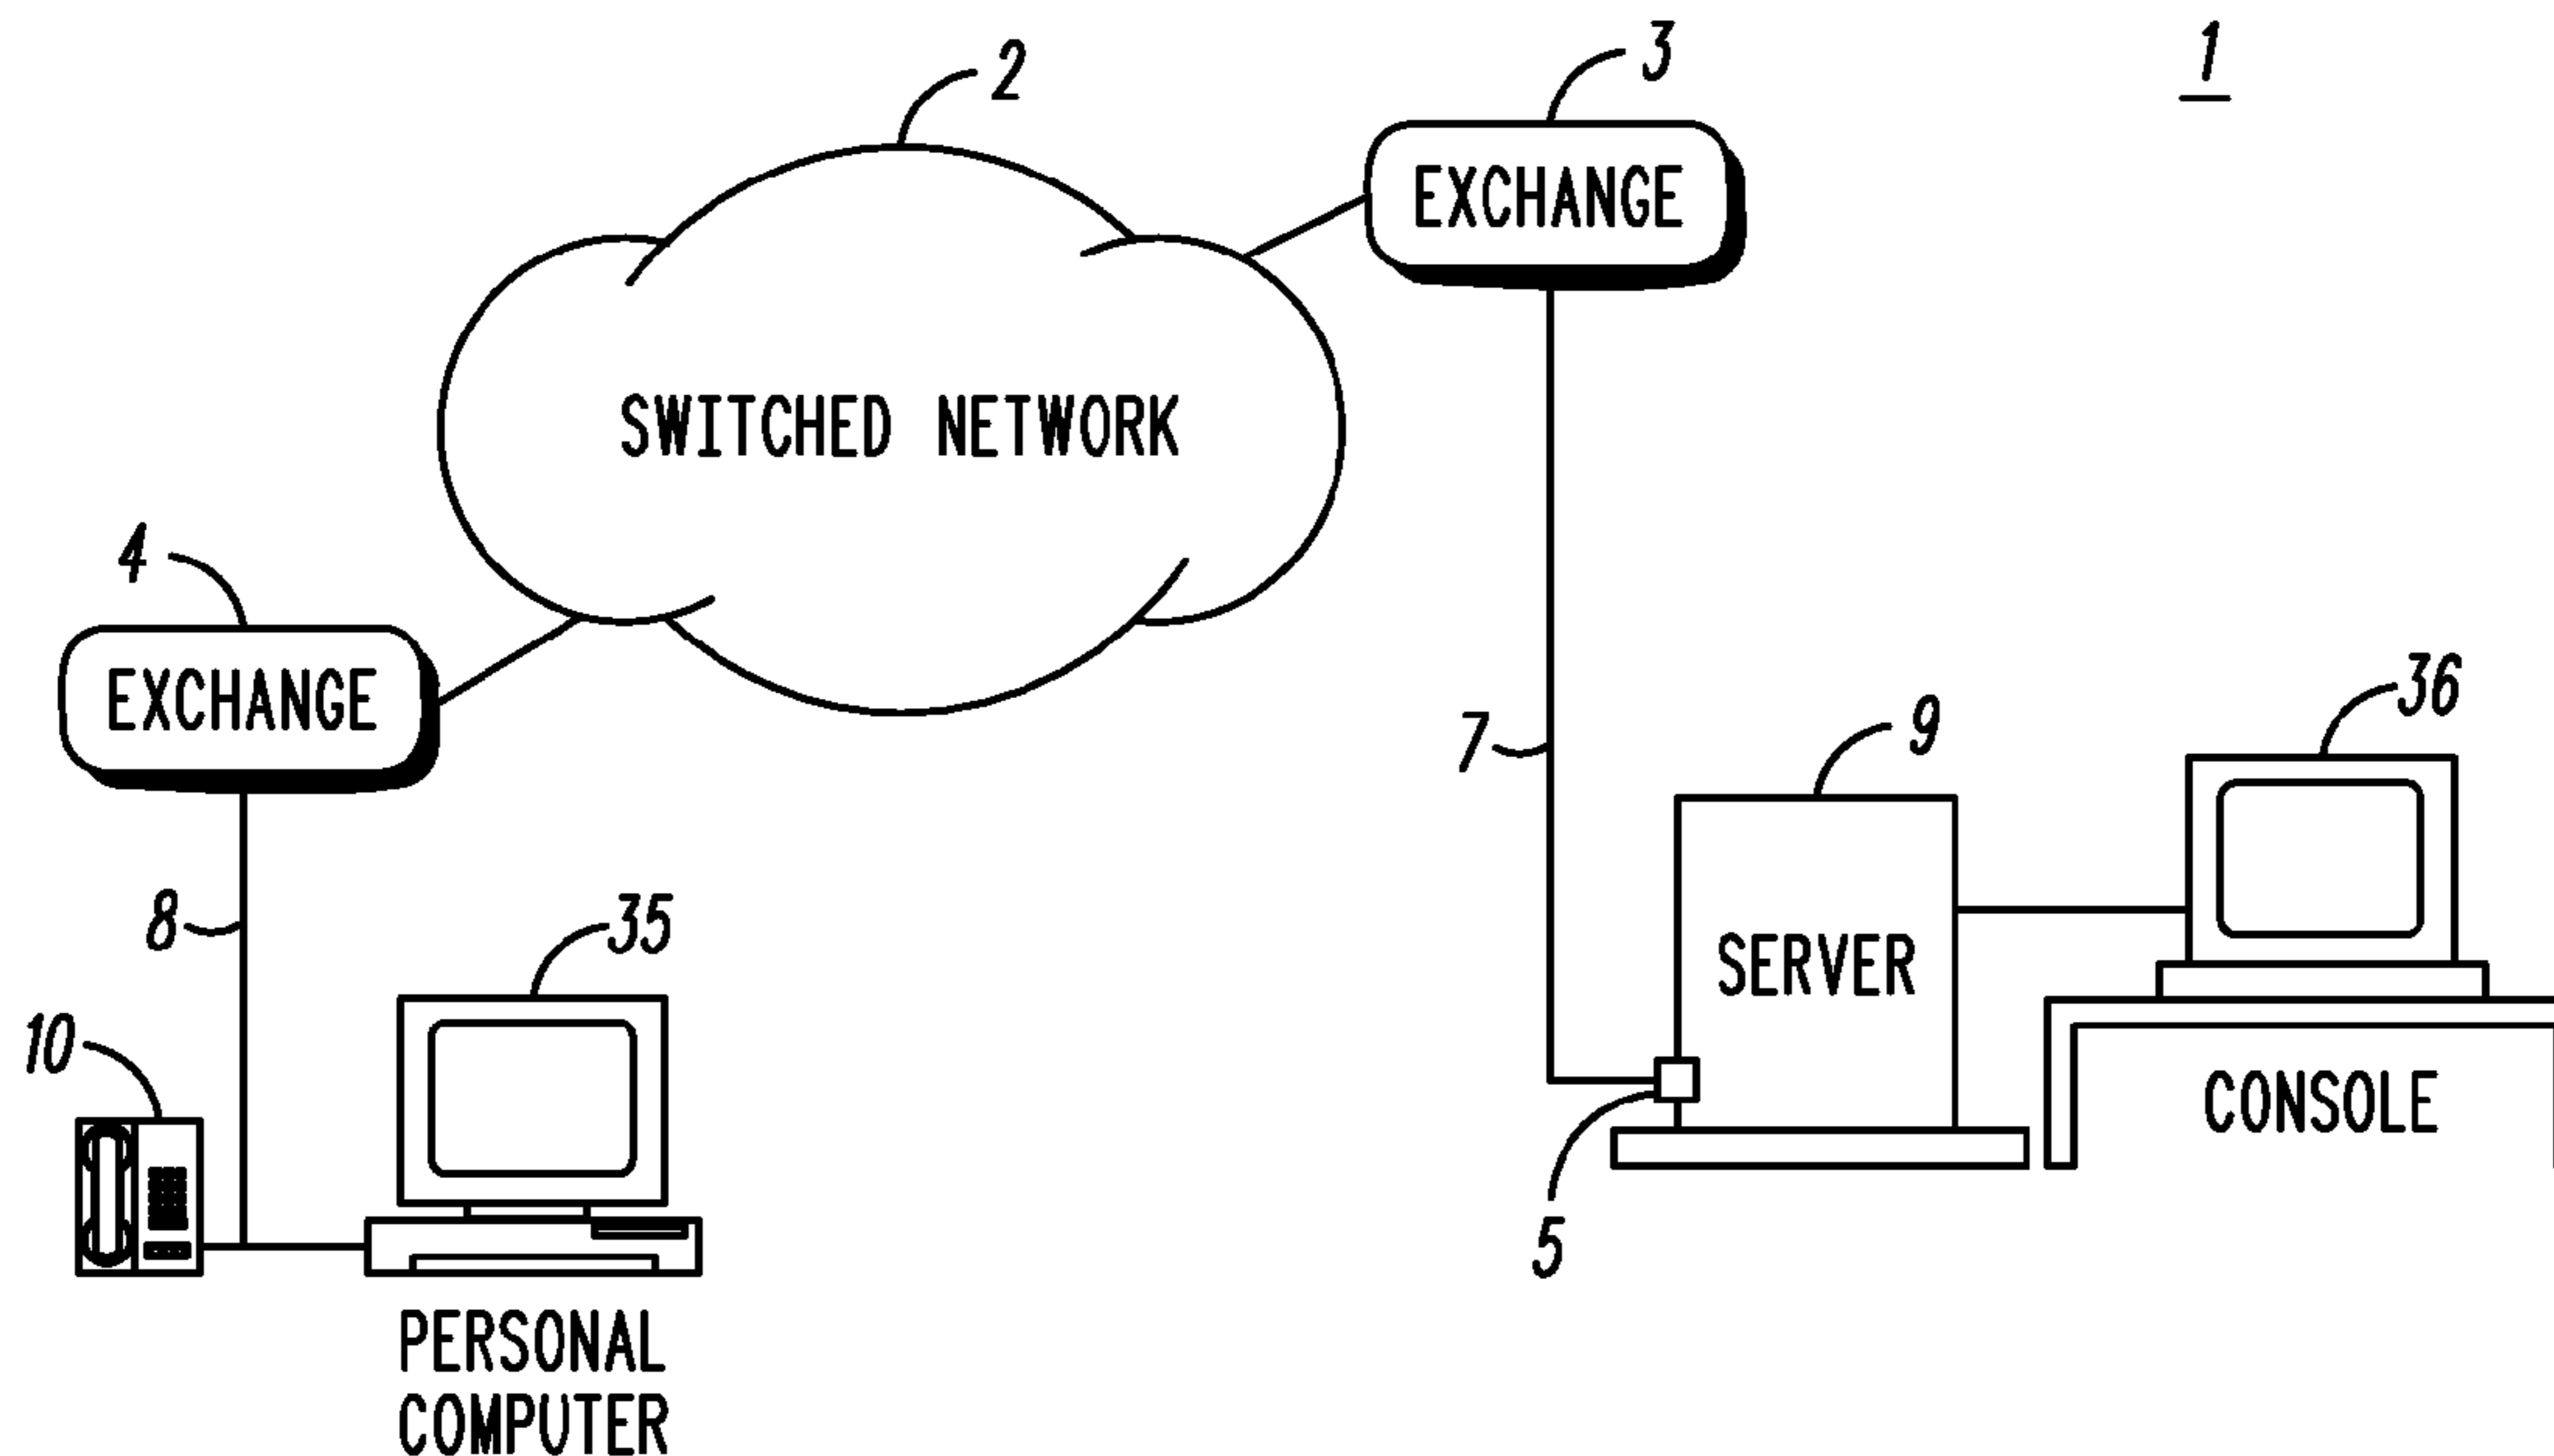 1
2
3
EXCHANGE
SWITCHED NETWORK
4
EXCHANGE
7
9
36
8
35
SERVER
10
CONSOLE
5
PERSONAL
COMPUTER